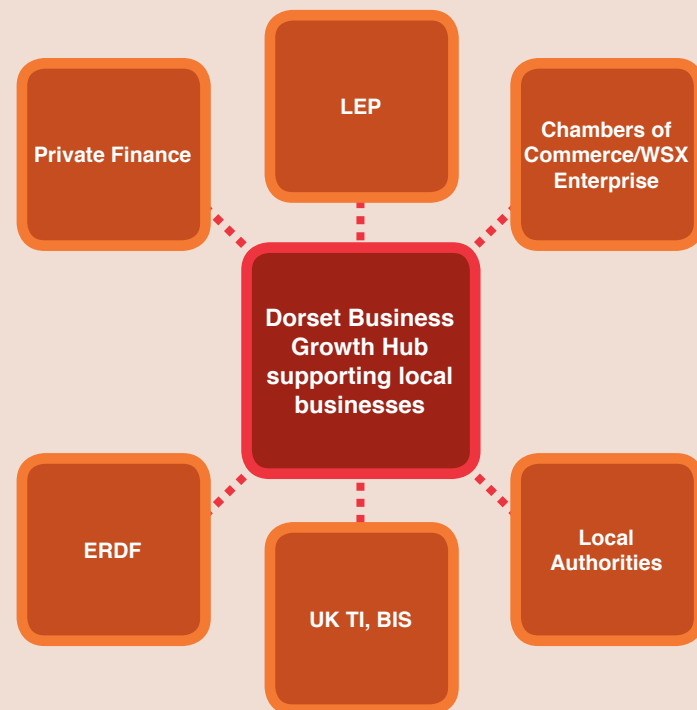 LEP
Private Finance
Chambers of
Commerce/WSX
Enterprise
Dorset Business
Growth Hub
supporting local
businesses
ERDF
UK TI, BIS
Local
Authorities